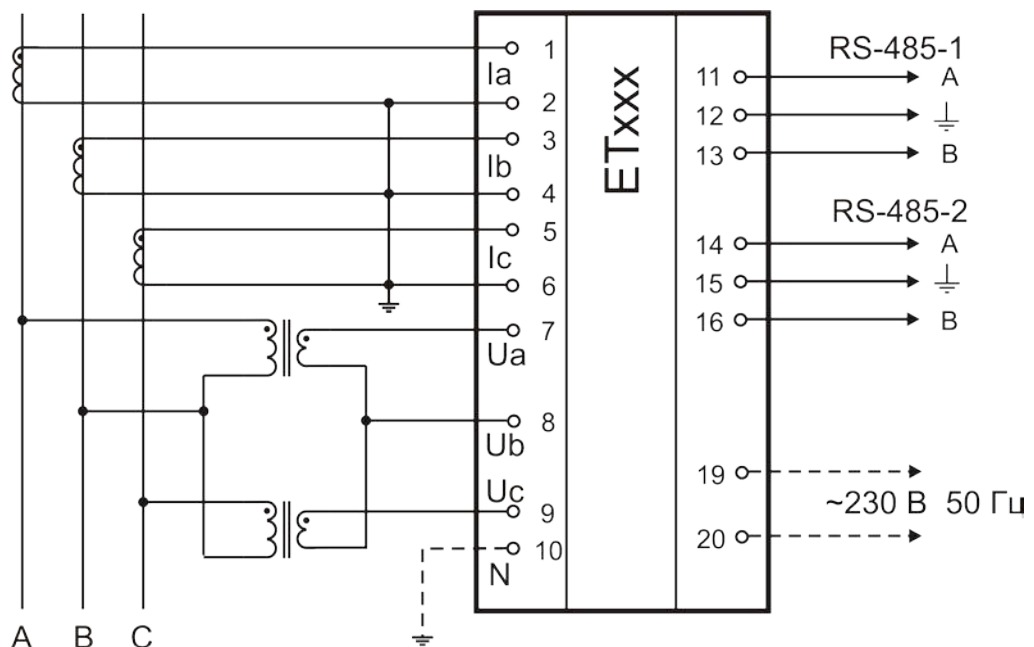 1
Ia
2
3
Ib
4
5
Ic
6
7
Ua
8
Ub
Uc
9
10
N
ETxxx
RS-485-1
11 A
12
13 B
RS-485-2
14 A
15
16 B
19
~230 В 50 Гц
20
A B C